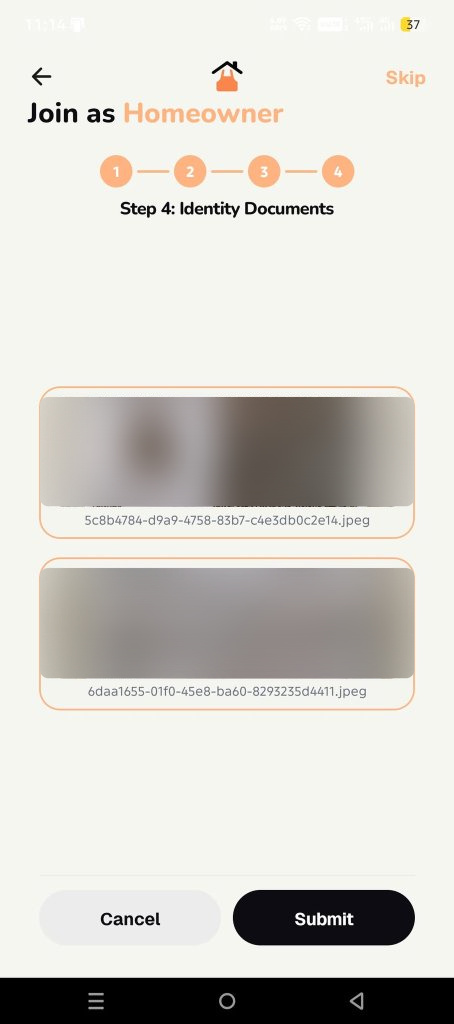 11:14
37
Skip
Join as Homeowner
1
2
3
4
Step 4: Identity Documents
5c8b4784-d9a9-4758-83b7-c4e3db0c2e14.jpeg
6daa1655-01f0-45e8-ba60-8293235d4411.jpeg
Cancel
Submit